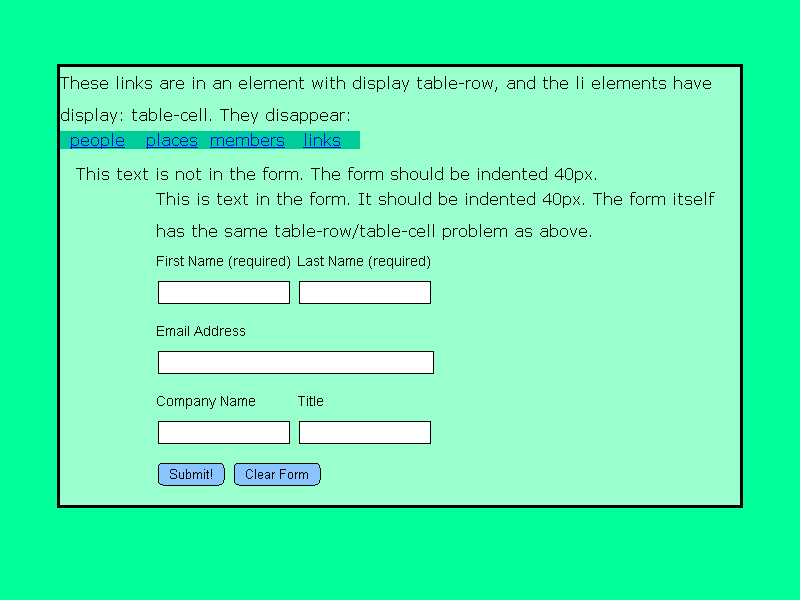 These links are in an element with display table-row, and the li elements have
display: table-cell. They disappear:
people places members links
This text is not in the form. The form should be indented 40px.
This is text in the form. It should be indented 40px. The form itself
has the same table-row/table-cell problem as above.
First Name (required) Last Name (required)
Email Address
Company Name Title
Submit! Clear Form